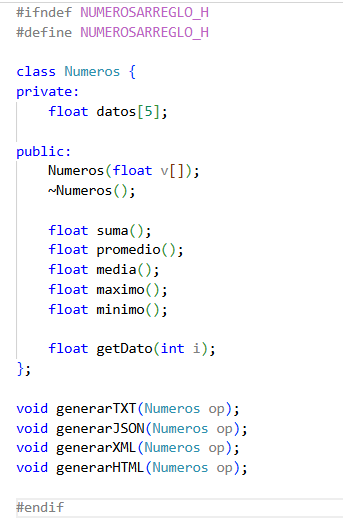 #ifndef NUMEROSARREGLO_H
#define NUMEROSARREGLO_H
class Numeros {
private:
float datos[5];
public:
Numeros(float v[]);
~Numeros();
float suma();
float promedio();
float media();
float maximo();
float minimo();
float getDato(int i);
};
void generarTXT(Numeros op);
void generarJSON(Numeros op);
void generarXML(Numeros op);
void generarHTML(Numeros op);
#endif